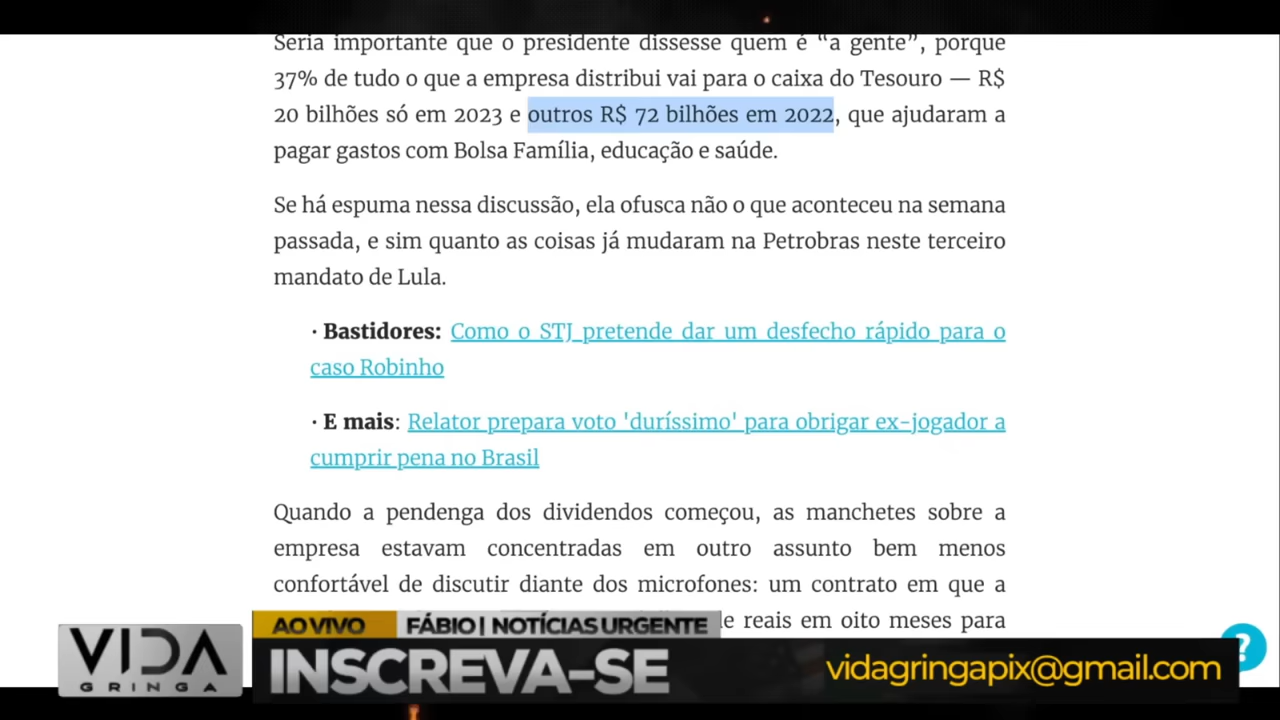 Seria importante que o presidente dissesse quem é “a gente”, porque
37% de tudo o que a empresa distribui vai para o caixa do Tesouro — R$
20 bilhões só em 2023 e outros R$ 72 bilhões em 2022, que ajudaram a
pagar gastos com Bolsa Família, educação e saúde.
Se há espuma nessa discussão, ela ofusca não o que aconteceu na semana
passada, e sim quanto as coisas já mudaram na Petrobras neste terceiro
mandato de Lula.
· Bastidores: Como o STJ pretende dar um desfecho rápido para o
caso Robinho
· E mais: Relator prepara voto 'duríssimo' para obrigar ex-jogador a
cumprir pena no Brasil
Quando a pendenga dos dividendos começou, as manchetes sobre a
empresa estavam concentradas em outro assunto bem menos
confortável de discutir diante dos microfones: um contrato em que a
reais em oito meses para
AO VIVO FÁBIO | NOTÍCIAS URGENTE
VIDA
GRINGA
INSCREVA-SE
vidagringapix@gmail.com
?